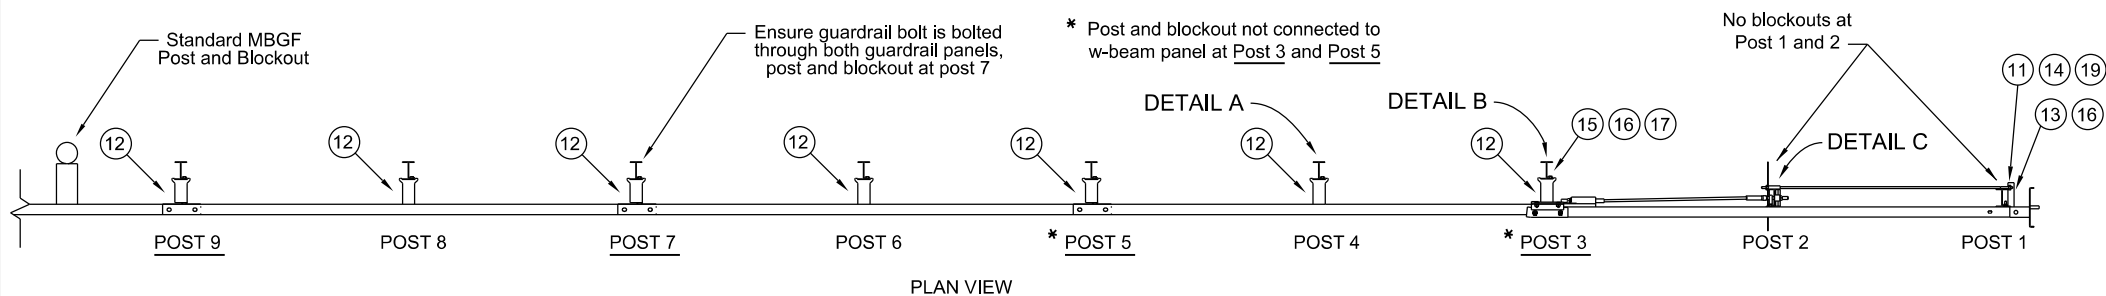 Standard MBGF
Post and Blockout
Ensure guardrail bolt is bolted
through both guardrail panels,
post and blockout at post 7
* Post and blockout not connected to
w-beam panel at Post 3 and Post 5
No blockouts at
Post 1 and 2
DETAIL A
DETAIL B
DETAIL C
11 14 19
13 16
12
12
12
12
12
12
12
15 16 17
POST 9
POST 8
POST 7
POST 6
* POST 5
POST 4
* POST 3
POST 2
POST 1
PLAN VIEW